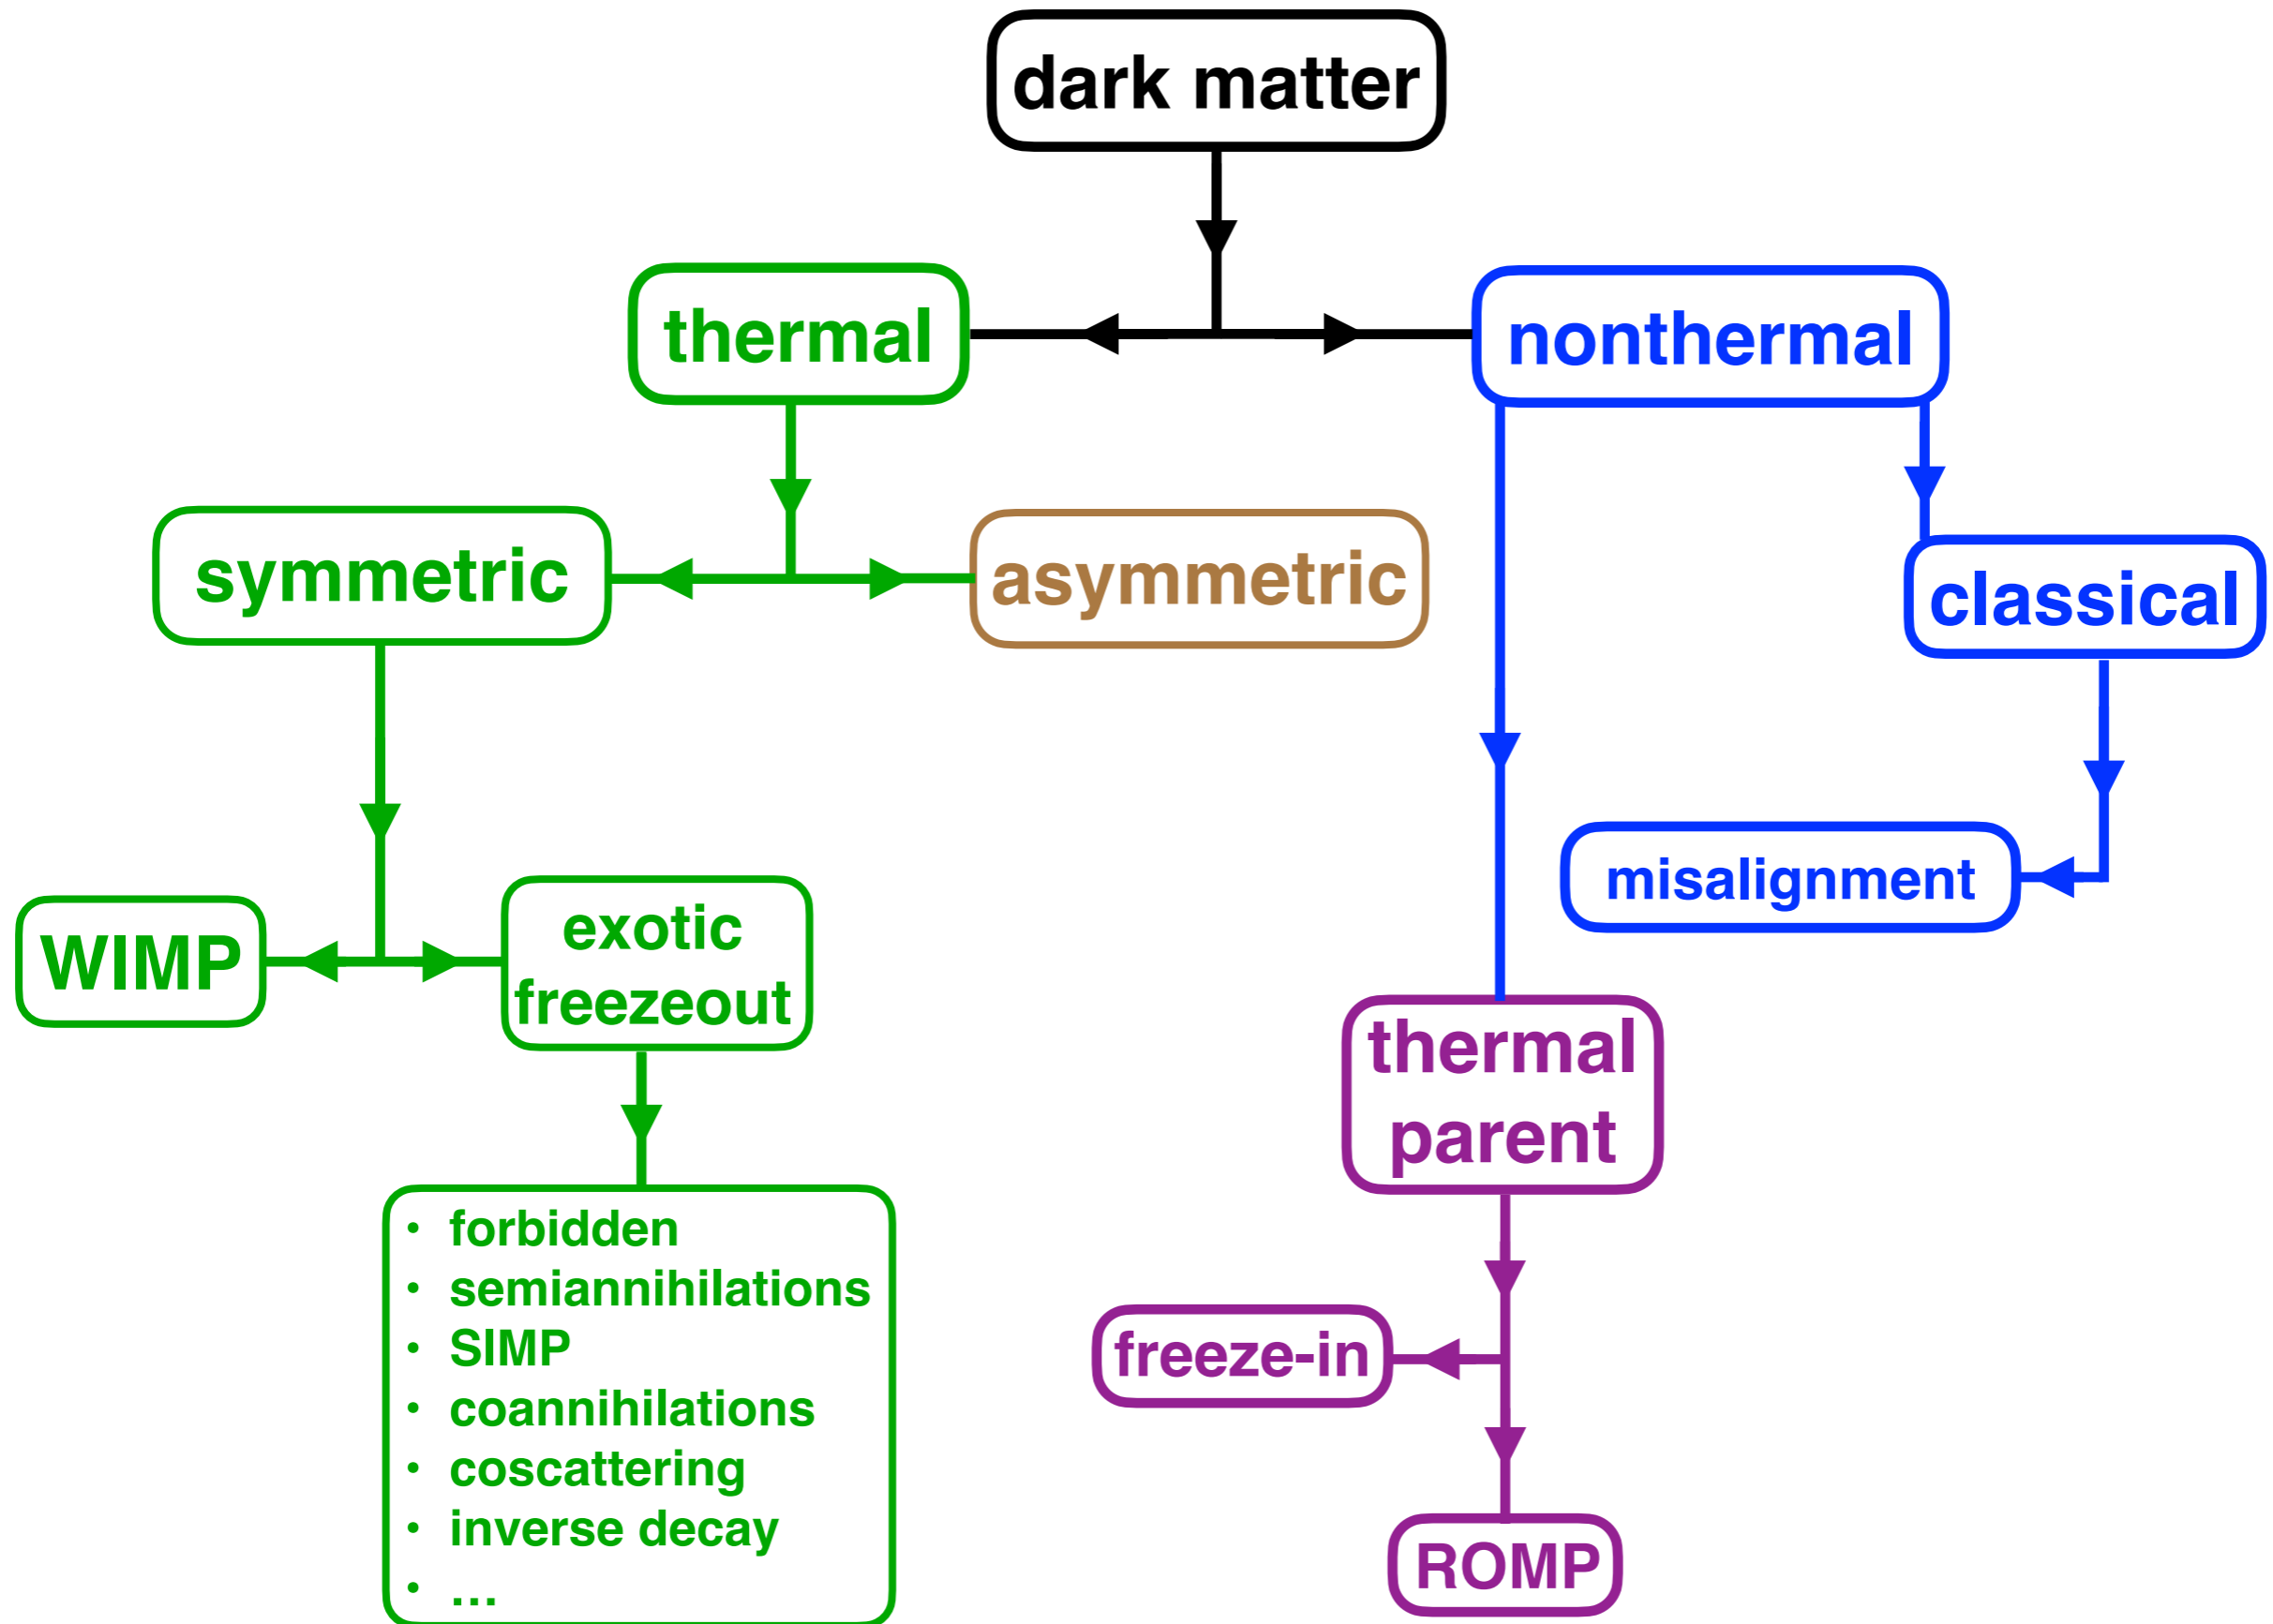 dark matter
thermal
nonthermal
symmetric
asymmetric
classical
misalignment
WIMP
exotic
freezeout
thermal
parent
• forbidden
• semiannihilations
• SIMP
• coannihilations
• coscattering
• inverse decay
• ...
freeze-in
ROMP